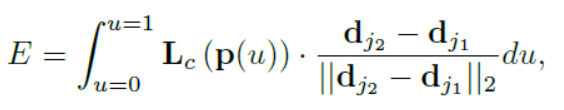 E = \int_{u=0}^{u=1} \mathbf{L}_c (\mathbf{p}(u)) \cdot \frac{\mathbf{d}_{j_2} - \mathbf{d}_{j_1}}{||\mathbf{d}_{j_2} - \mathbf{d}_{j_1}||_2} du,